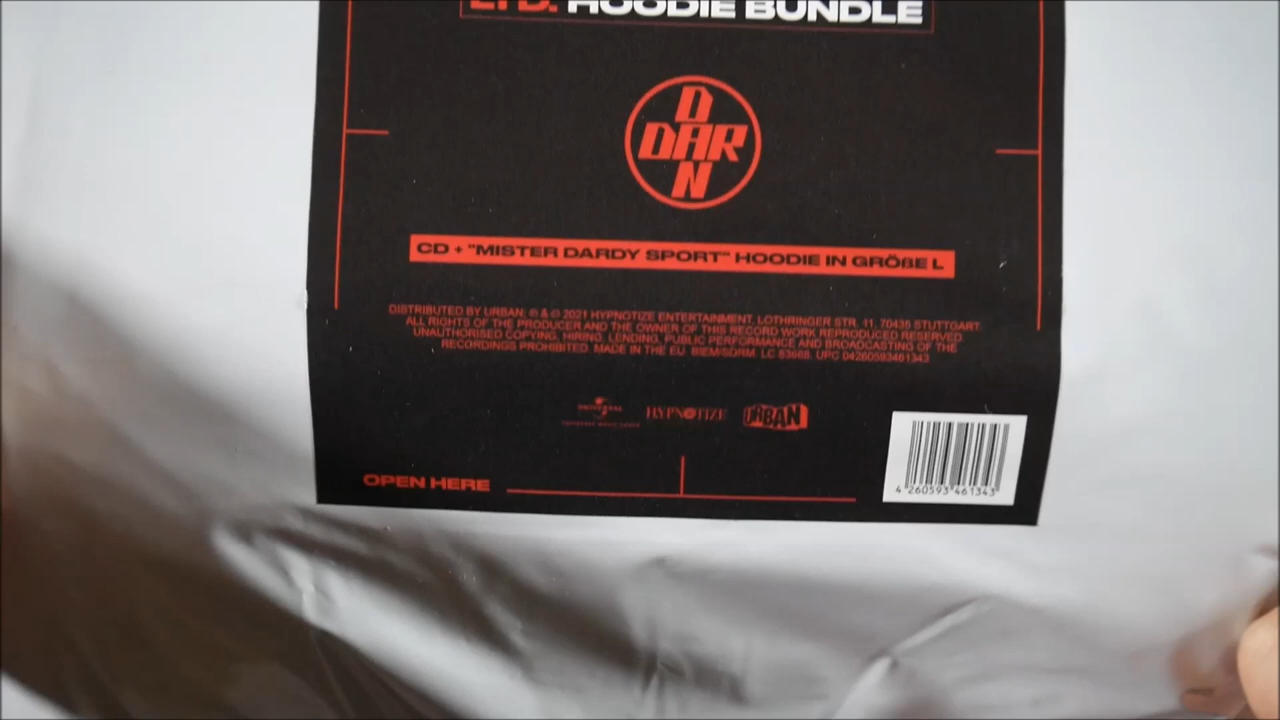 LTD. HOODIE BUNDLE
D
DAR
N
CD + "MISTER DARDY SPORT" HOODIE IN GRÖßE L
DISTRIBUTED BY URBAN; ℗ & © 2021 HYPNOTIZE ENTERTAINMENT, LOTHRINGER STR. 11, 70435 STUTTGART.
ALL RIGHTS OF THE PRODUCER AND THE OWNER OF THIS RECORD WORK REPRODUCED RESERVED.
UNAUTHORISED COPYING, HIRING, LENDING, PUBLIC PERFORMANCE AND BROADCASTING OF THE
RECORDINGS PROHIBITED. MADE IN THE EU. BIEM/SDRM. LC 83668. UPC 04260593461343
UNIVERSAL
HYPNOTIZE
URBAN
OPEN HERE
4 260593 461343